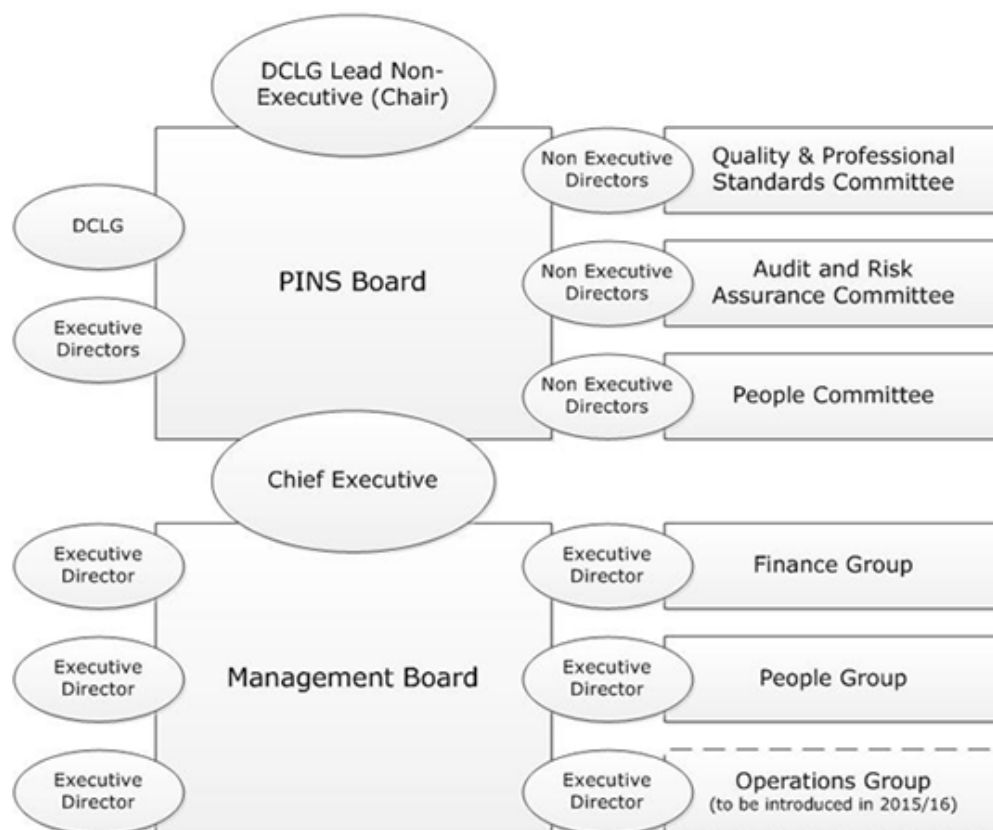 DCLG Lead Non-
Executive (Chair)
Non Executive
Directors
Quality & Professional
Standards Committee
DCLG
PINS Board
Non Executive
Directors
Audit and Risk
Assurance Committee
Executive
Directors
Non Executive
Directors
People Committee
Chief Executive
Executive
Director
Executive
Director
Finance Group
Executive
Director
Management Board
Executive
Director
People Group
Executive
Director
Executive
Director
Operations Group
(to be introduced in 2015/16)